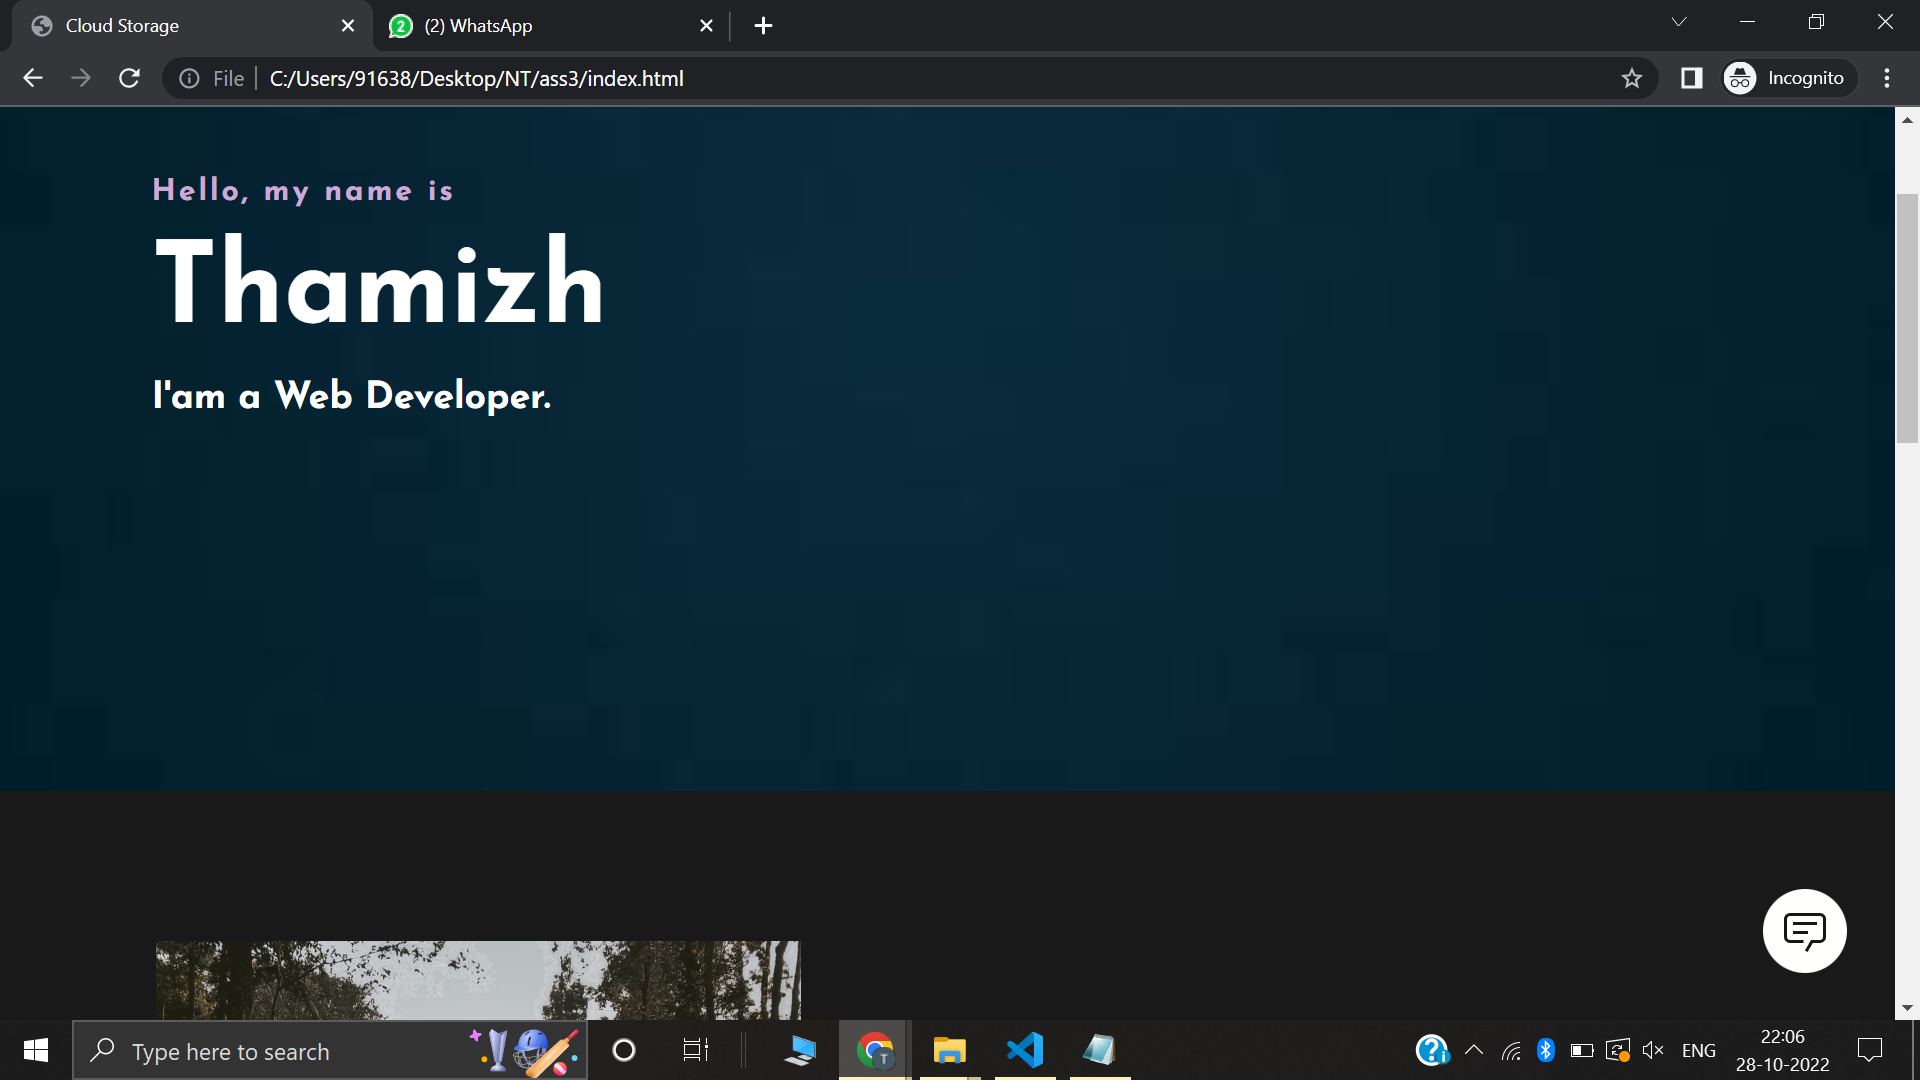 Cloud Storage
2
(2) WhatsApp
File
C:/Users/91638/Desktop/NT/ass3/index.html
Incognito
Hello, my name is
Thamizh
I'am a Web Developer.
Type here to search
T
ENG
22:06
28-10-2022